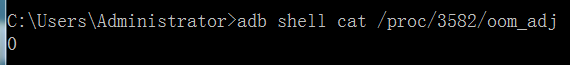 C:\Users\Administrator>adb shell cat /proc/3582/oom_adj
0